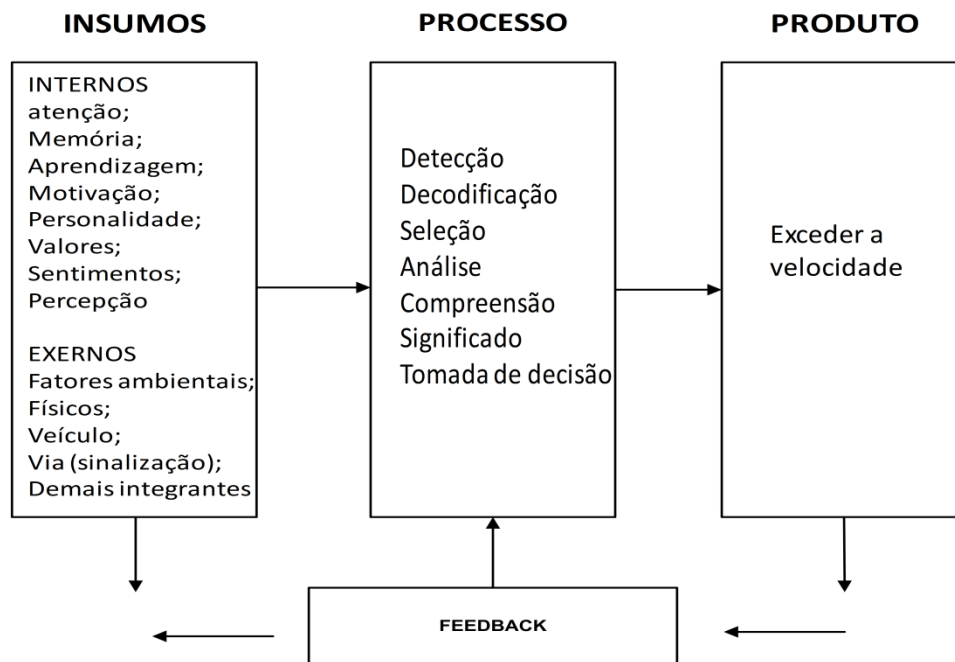 INSUMOS
PROCESSO
PRODUTO
INTERNOS
atenção;
Memória;
Aprendizagem;
Motivação;
Personalidade;
Valores;
Sentimentos;
Percepção
EXERNOS
Fatores ambientais;
Físicos;
Veículo;
Via (sinalização);
Demais integrantes
Detecção
Decodificação
Seleção
Análise
Compreensão
Significado
Tomada de decisão
Exceder a
velocidade
FEEDBACK